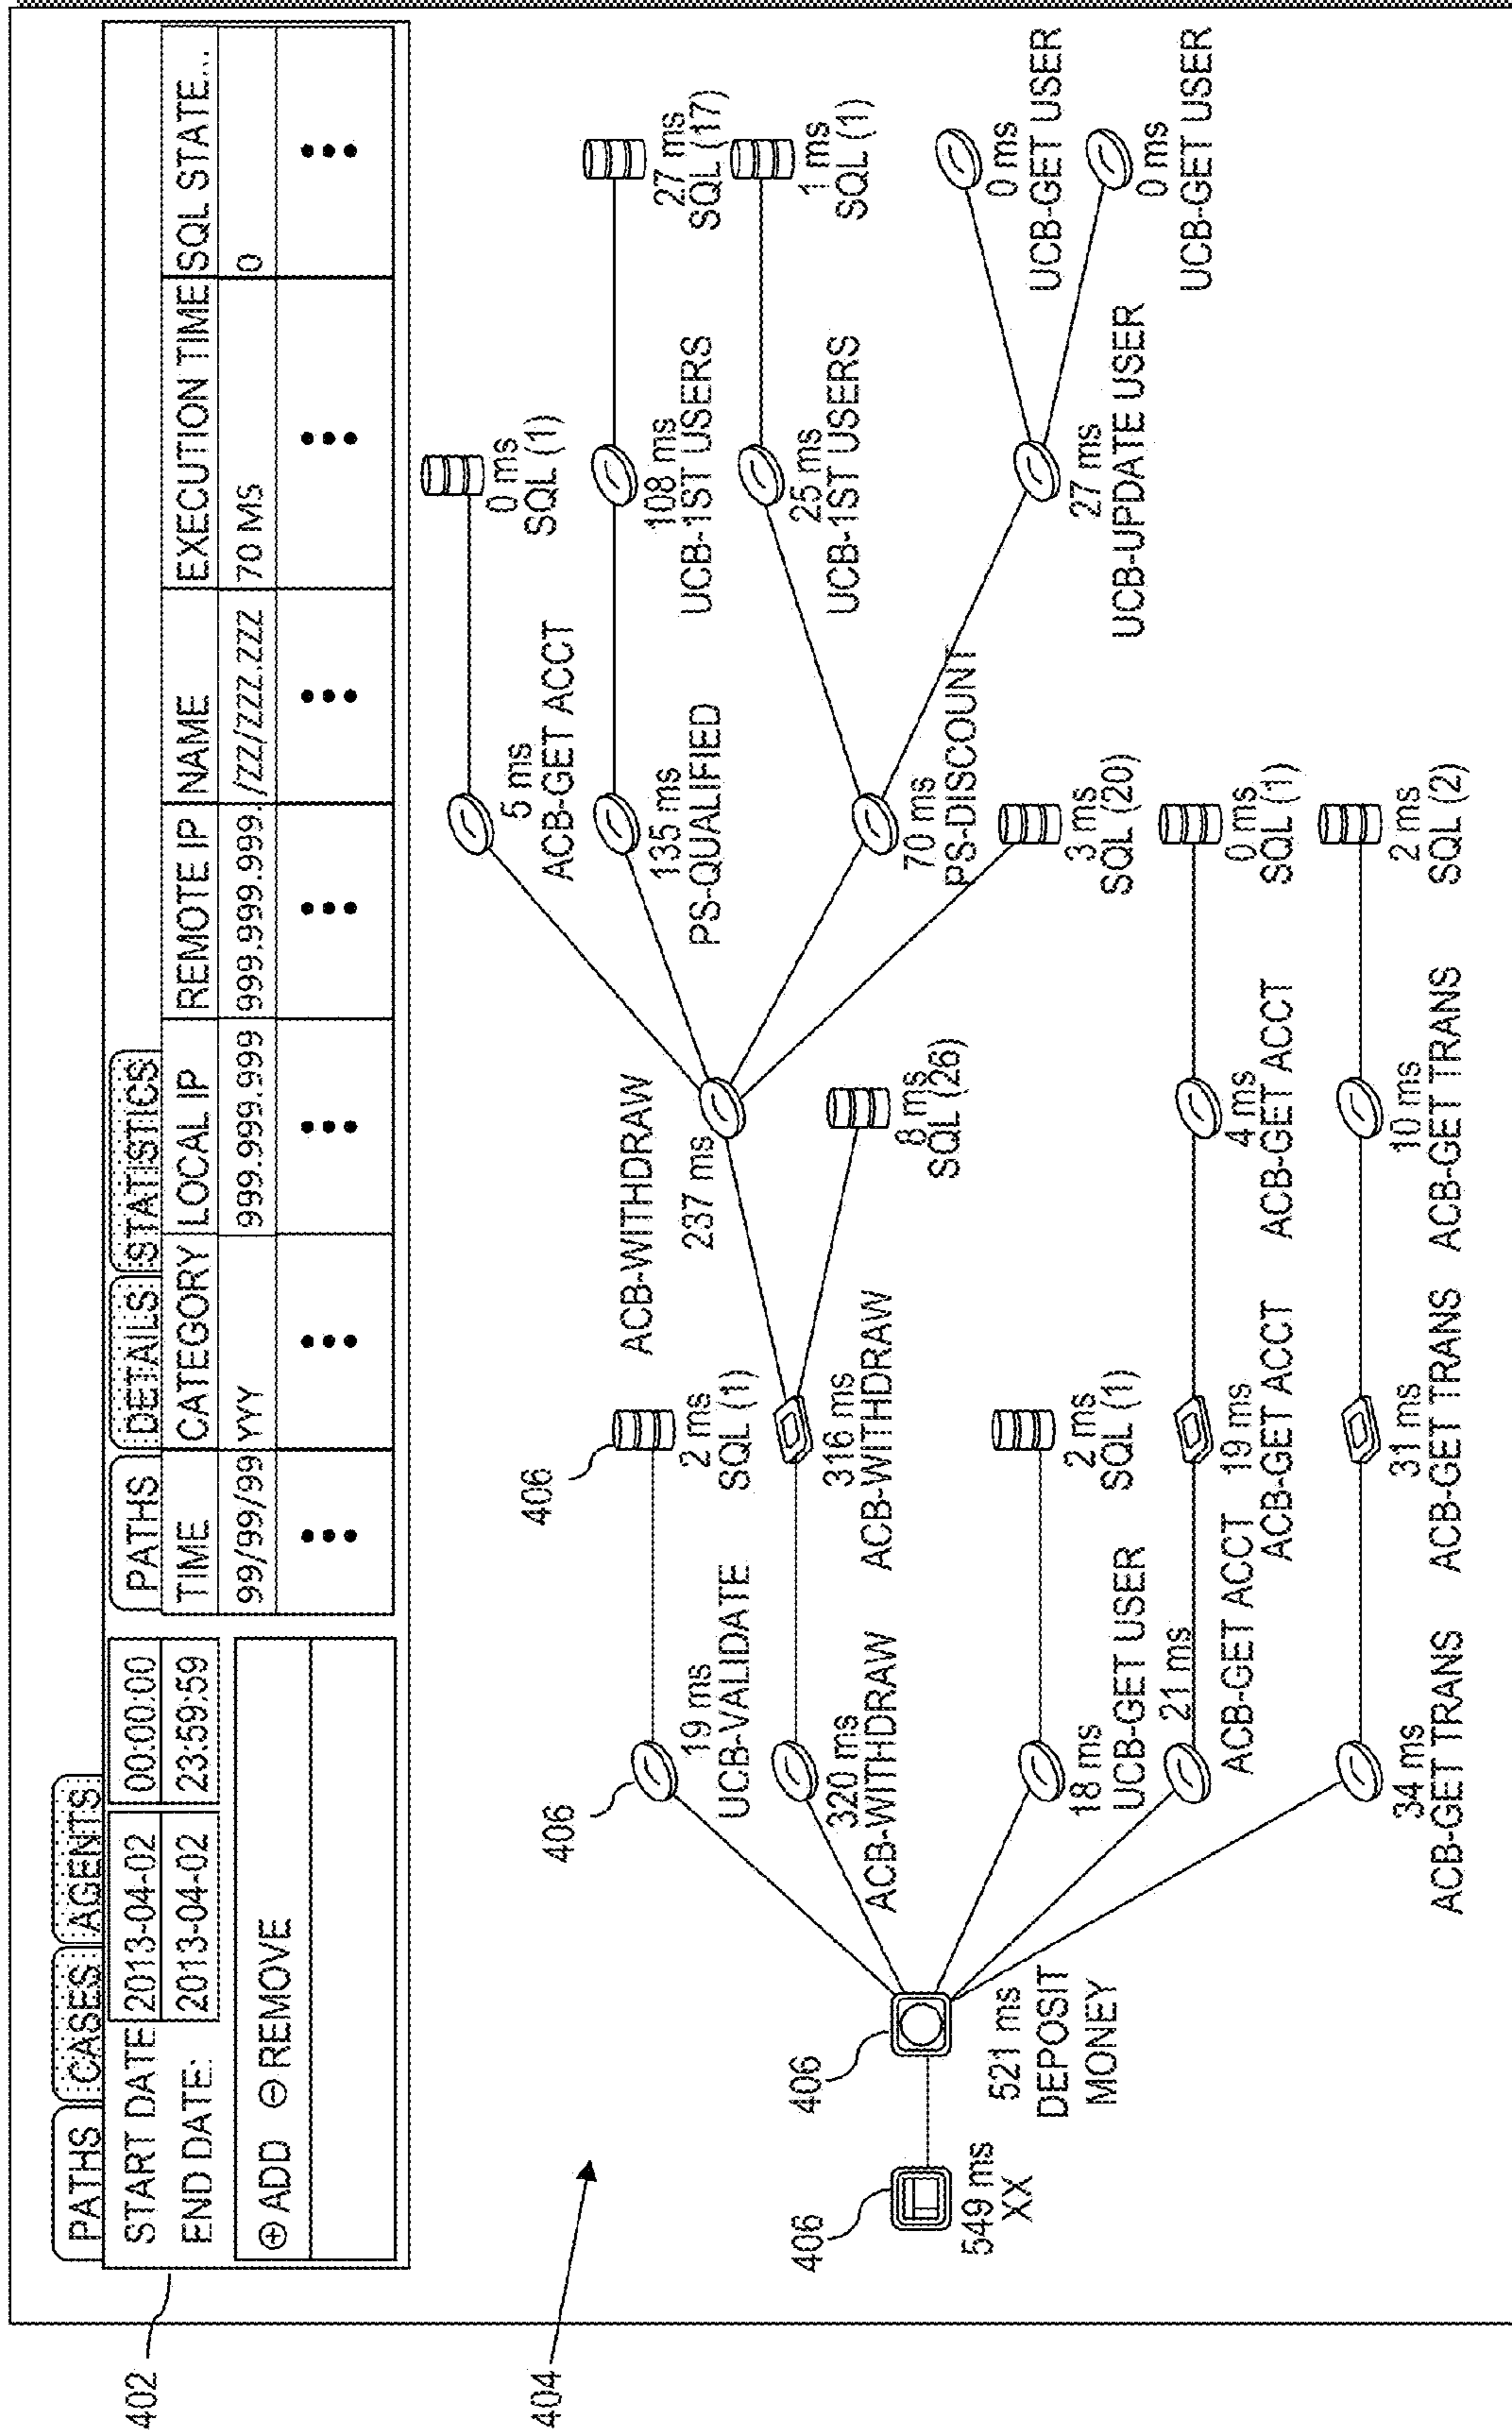 402
404
PATHS CASES AGENTS
START DATE 2013-04-02 00:00:00
END DATE: 2013-04-02 23:59:59
⊕ ADD ⊖ REMOVE
PATHS DETAILS STATISTICS
TIME CATEGORY LOCAL IP REMOTE IP NAME EXECUTION TIME SQL STATE...
99/99/99 YYY 999.999.999 999.999.999. /ZZ/ZZZ.ZZZ 70 MS 0
••• ••• ••• ••• ••• ••• •••
406
549 ms
XX
406
521 ms
DEPOSIT
MONEY
406
19 ms
UCB-VALIDATE
406
2 ms
SQL (1)
320 ms
ACB-WITHDRAW
316 ms
ACB-WITHDRAW
ACB-WITHDRAW
237 ms
8 ms
SQL (26)
5 ms
ACB-GET ACCT
0 ms
SQL (1)
135 ms
PS-QUALIFIED
108 ms
UCB-1ST USERS
27 ms
SQL (17)
70 ms
PS-DISCOUNT
25 ms
UCB-1ST USERS
1 ms
SQL (1)
27 ms
UCB-UPDATE USER
0 ms
UCB-GET USER
0 ms
UCB-GET USER
3 ms
SQL (20)
18 ms
UCB-GET USER
2 ms
SQL (1)
21 ms
ACB-GET ACCT
19 ms
ACB-GET ACCT
4 ms
ACB-GET ACCT
0 ms
SQL (1)
34 ms
ACB-GET TRANS
31 ms
ACB-GET TRANS
10 ms
ACB-GET TRANS
2 ms
SQL (2)